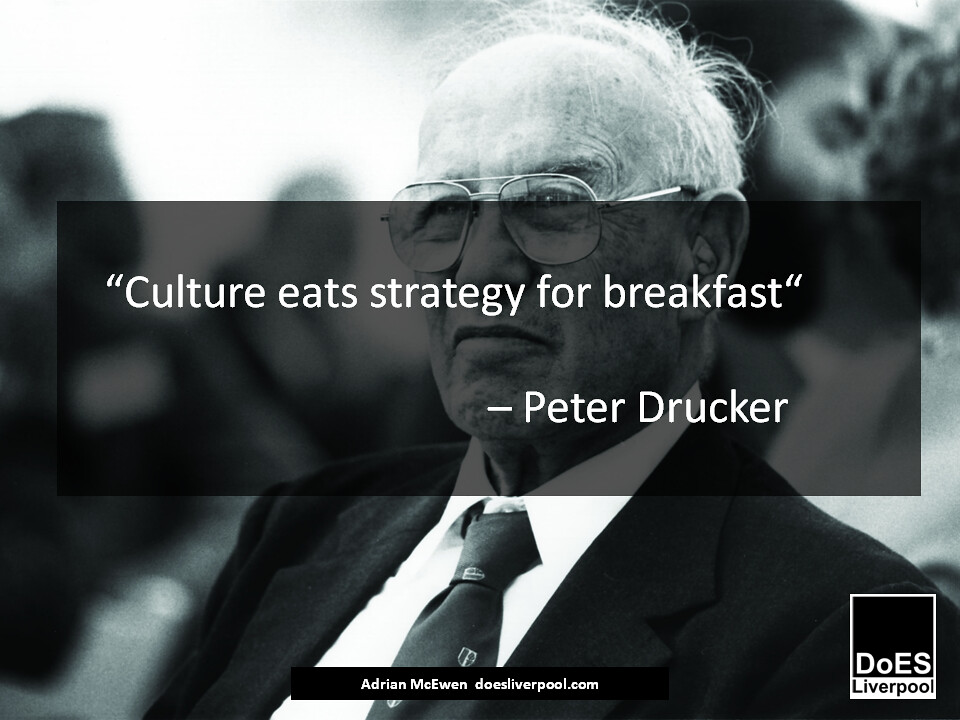 “Culture eats strategy for breakfast“
– Peter Drucker
DoES
Liverpool
Adrian McEwen doesliverpool.com